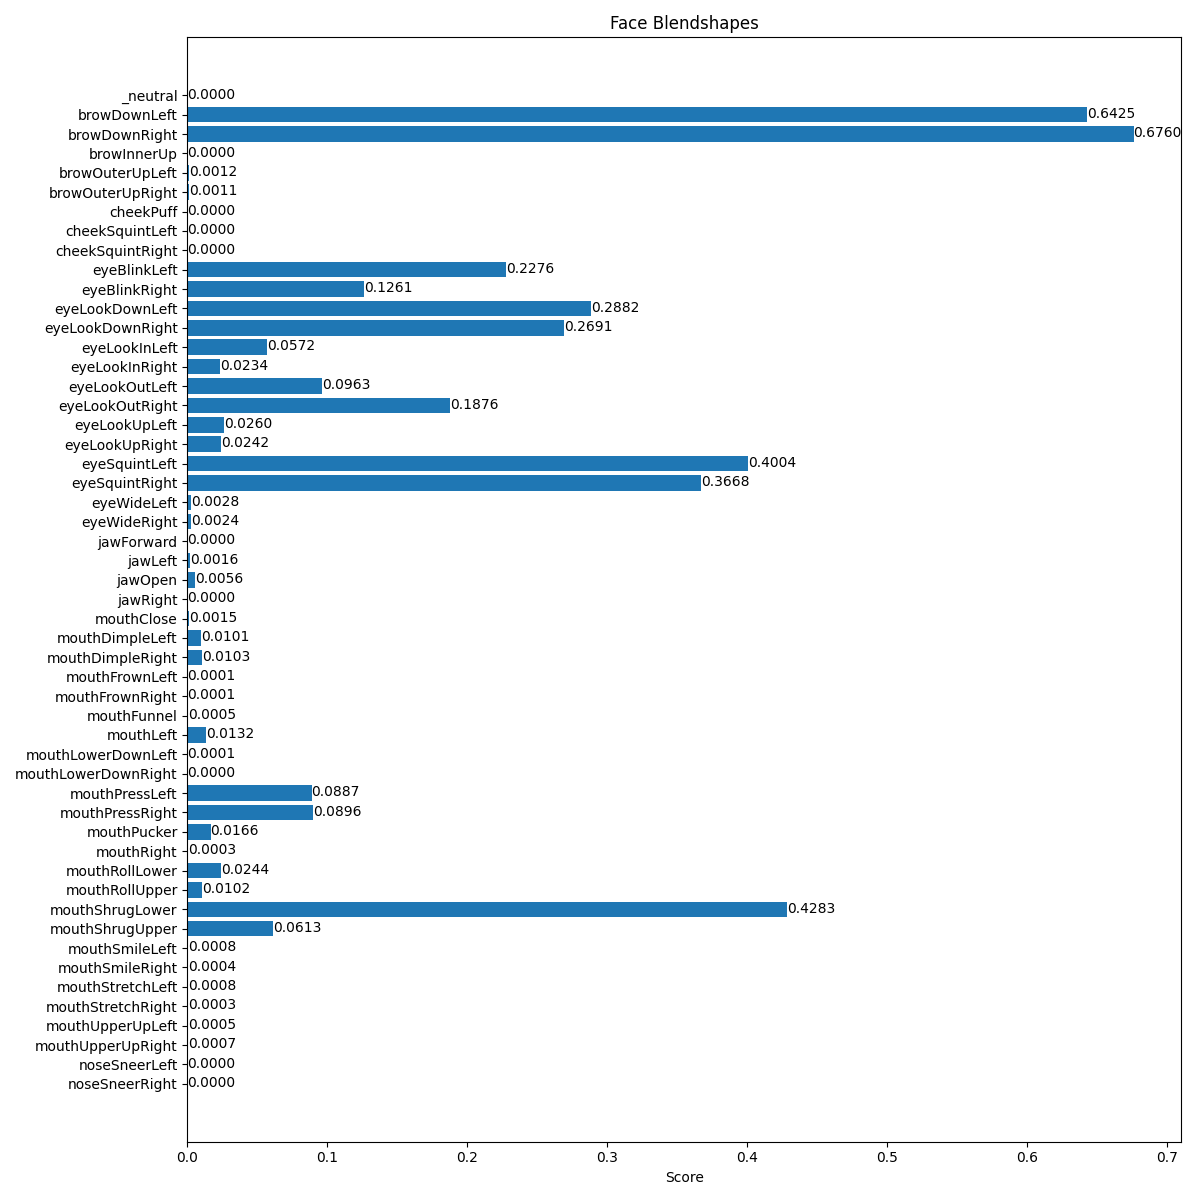 Face Blendshapes
_neutral 0.0000
browDownLeft 0.6425
browDownRight 0.6760
browInnerUp 0.0000
browOuterUpLeft 0.0012
browOuterUpRight 0.0011
cheekPuff 0.0000
cheekSquintLeft 0.0000
cheekSquintRight 0.0000
eyeBlinkLeft 0.2276
eyeBlinkRight 0.1261
eyeLookDownLeft 0.2882
eyeLookDownRight 0.2691
eyeLookInLeft 0.0572
eyeLookInRight 0.0234
eyeLookOutLeft 0.0963
eyeLookOutRight 0.1876
eyeLookUpLeft 0.0260
eyeLookUpRight 0.0242
eyeSquintLeft 0.4004
eyeSquintRight 0.3668
eyeWideLeft 0.0028
eyeWideRight 0.0024
jawForward 0.0000
jawLeft 0.0016
jawOpen 0.0056
jawRight 0.0000
mouthClose 0.0015
mouthDimpleLeft 0.0101
mouthDimpleRight 0.0103
mouthFrownLeft 0.0001
mouthFrownRight 0.0001
mouthFunnel 0.0005
mouthLeft 0.0132
mouthLowerDownLeft 0.0001
mouthLowerDownRight 0.0000
mouthPressLeft 0.0887
mouthPressRight 0.0896
mouthPucker 0.0166
mouthRight 0.0003
mouthRollLower 0.0244
mouthRollUpper 0.0102
mouthShrugLower 0.4283
mouthShrugUpper 0.0613
mouthSmileLeft 0.0008
mouthSmileRight 0.0004
mouthStretchLeft 0.0008
mouthStretchRight 0.0003
mouthUpperUpLeft 0.0005
mouthUpperUpRight 0.0007
noseSneerLeft 0.0000
noseSneerRight 0.0000
0.0 0.1 0.2 0.3 0.4 0.5 0.6 0.7
Score